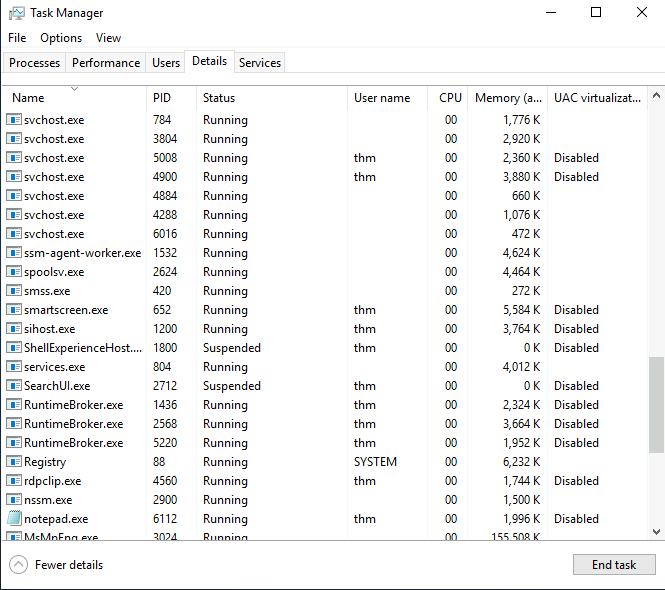 Task Manager
File Options View
Processes Performance Users Details Services
Name PID Status User name CPU Memory (a... UAC virtualizat...
svchost.exe 784 Running 00 1,776 K
svchost.exe 3804 Running 00 2,920 K
svchost.exe 5008 Running thm 00 2,360 K Disabled
svchost.exe 4900 Running thm 00 3,880 K Disabled
svchost.exe 4884 Running 00 660 K
svchost.exe 4288 Running 00 1,076 K
svchost.exe 6016 Running 00 472 K
ssm-agent-worker.exe 1532 Running 00 4,624 K
spoolsv.exe 2624 Running 00 4,464 K
smss.exe 420 Running 00 272 K
smartscreen.exe 652 Running thm 00 5,584 K Disabled
sihost.exe 1200 Running thm 00 3,764 K Disabled
ShellExperienceHost.... 1800 Suspended thm 00 0 K Disabled
services.exe 804 Running 00 4,012 K
SearchUI.exe 2712 Suspended thm 00 0 K Disabled
RuntimeBroker.exe 1436 Running thm 00 2,324 K Disabled
RuntimeBroker.exe 2568 Running thm 00 3,664 K Disabled
RuntimeBroker.exe 5220 Running thm 00 1,952 K Disabled
Registry 88 Running SYSTEM 00 6,232 K
rdpclip.exe 4560 Running thm 00 1,744 K Disabled
nssm.exe 2900 Running 00 1,500 K
notepad.exe 6112 Running thm 00 1,996 K Disabled
MsMpEng.exe 3024 Running 00 155,508 K
Fewer details End task